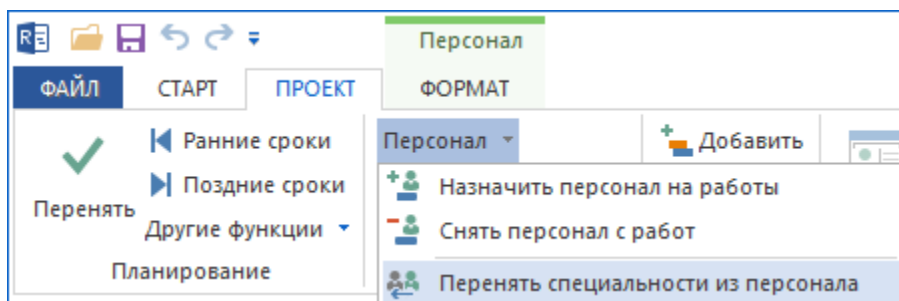 RE
Персонал
ФАЙЛ СТАРТ ПРОЕКТ ФОРМАТ
Ранние сроки Персонал Добавить
Поздние сроки Назначить персонал на работы
Перенять
Другие функции Снять персонал с работ
Планирование Перенять специальности из персонала